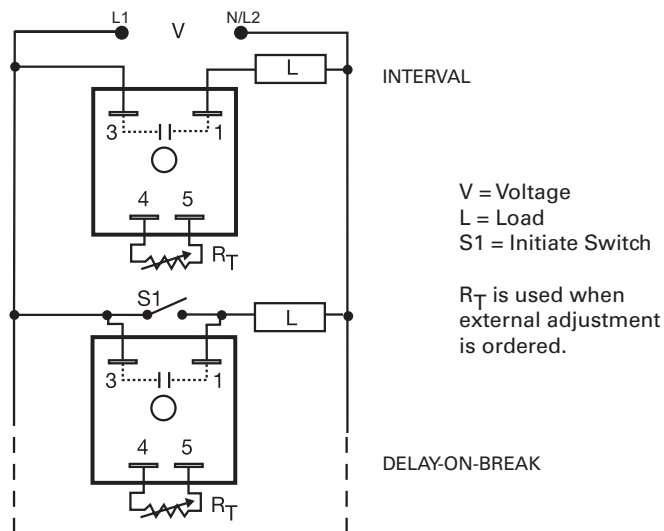 L1 V N/L2
L
INTERVAL
3 1
4 5
RT
V = Voltage
L = Load
S1 = Initiate Switch
RT is used when
external adjustment
is ordered.
S1
L
3 1
4 5
RT
DELAY-ON-BREAK